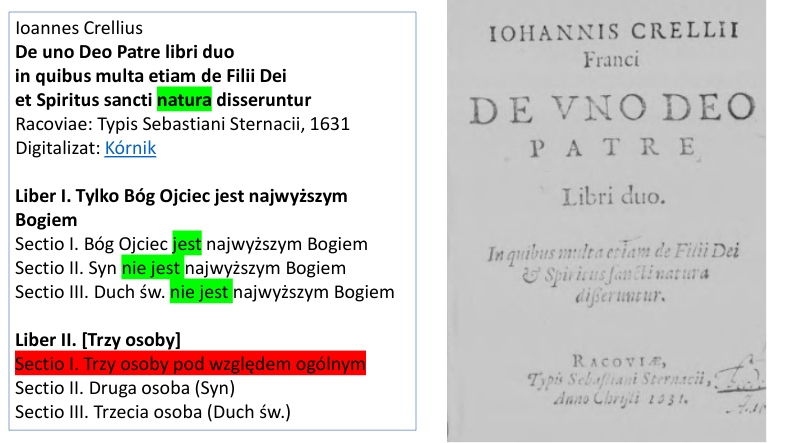 Ioannes Crellius
De uno Deo Patre libri duo
in quibus multa etiam de Filii Dei
et Spiritus sancti natura disseruntur
Racoviae: Typis Sebastiani Sternacii, 1631
Digitalizat: Kórnik
Liber I. Tylko Bóg Ojciec jest najwyższym
Bogiem
Sectio I. Bóg Ojciec jest najwyższym Bogiem
Sectio II. Syn nie jest najwyższym Bogiem
Sectio III. Duch św. nie jest najwyższym Bogiem
Liber II. [Trzy osoby]
Sectio I. Trzy osoby pod względem ogólnym
Sectio II. Druga osoba (Syn)
Sectio III. Trzecia osoba (Duch św.)
IOHANNIS CRELLII
Franci
DE VNO DEO
PATRE
Libri duo.
In quibus multa etiam de Filii Dei
& Spiritus sancti natura
disseruntur.
RACOVIÆ,
Typis Sebastiani Sternacii,
Anno Christi 1631.